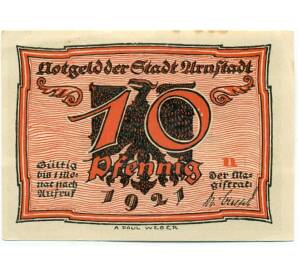 Notgeld der Stadt Arnstadt
10
Pfennig
Gültig
bis 1 Mo-
nat nach
Aufruf
n
Der Ma-
gistrat:
1921
A PAUL WEBER